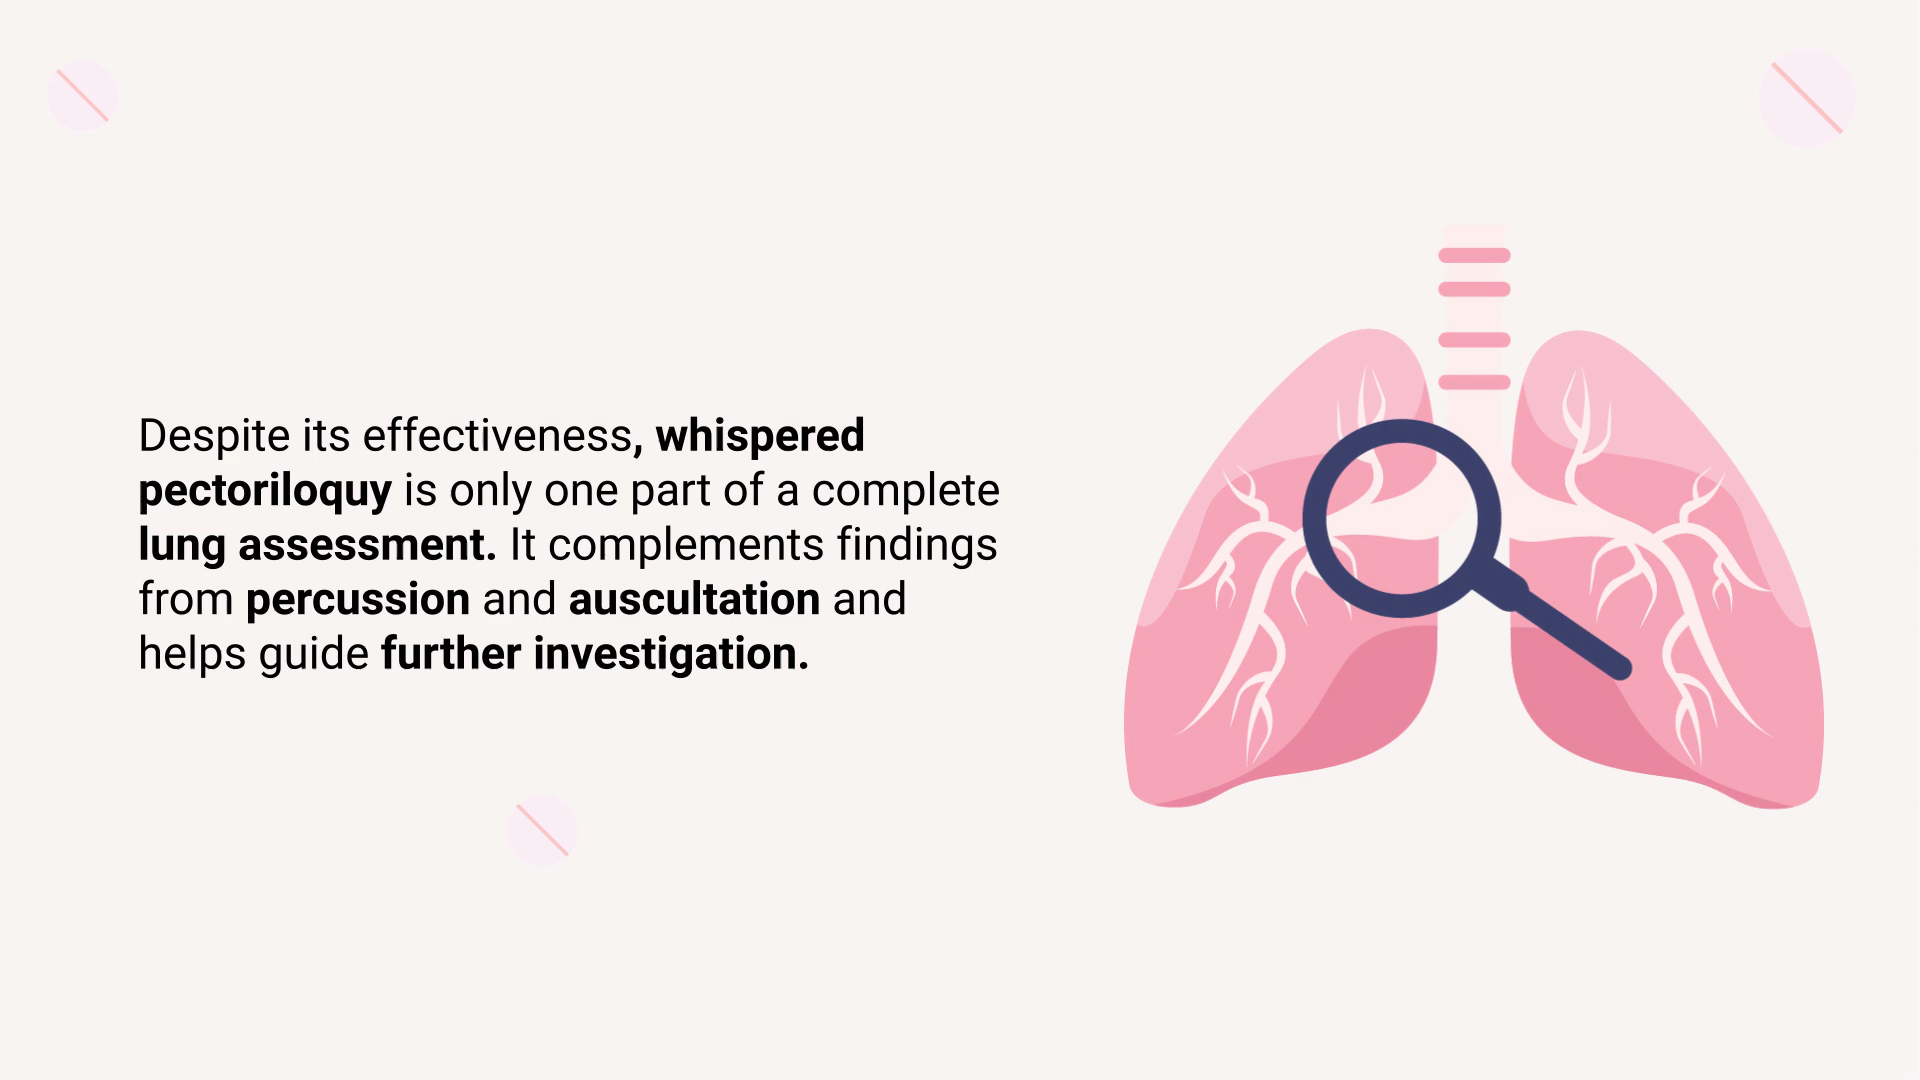 Despite its effectiveness, whispered
pectoriloquy is only one part of a complete
lung assessment. It complements findings
from percussion and auscultation and
helps guide further investigation.